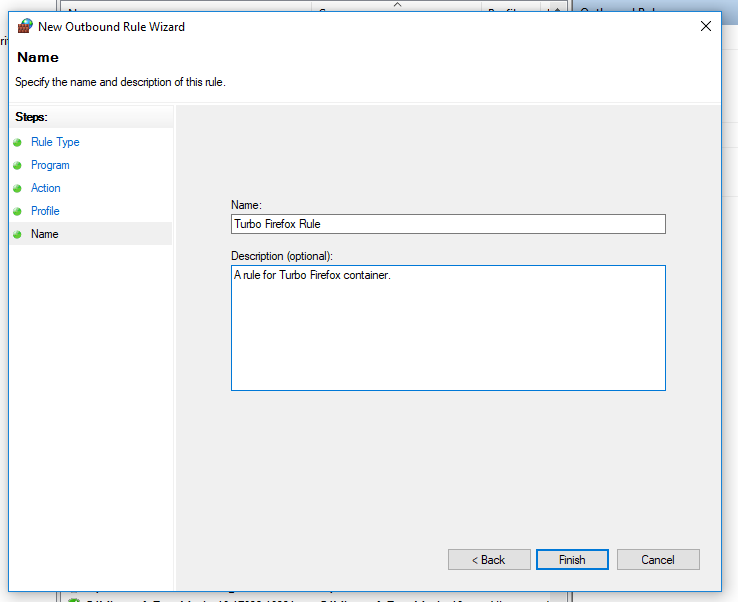 New Outbound Rule Wizard
Name
Specify the name and description of this rule.
Steps:
Rule Type
Program
Action
Profile
Name
Name:
Turbo Firefox Rule
Description (optional):
A rule for Turbo Firefox container.
< Back
Finish
Cancel